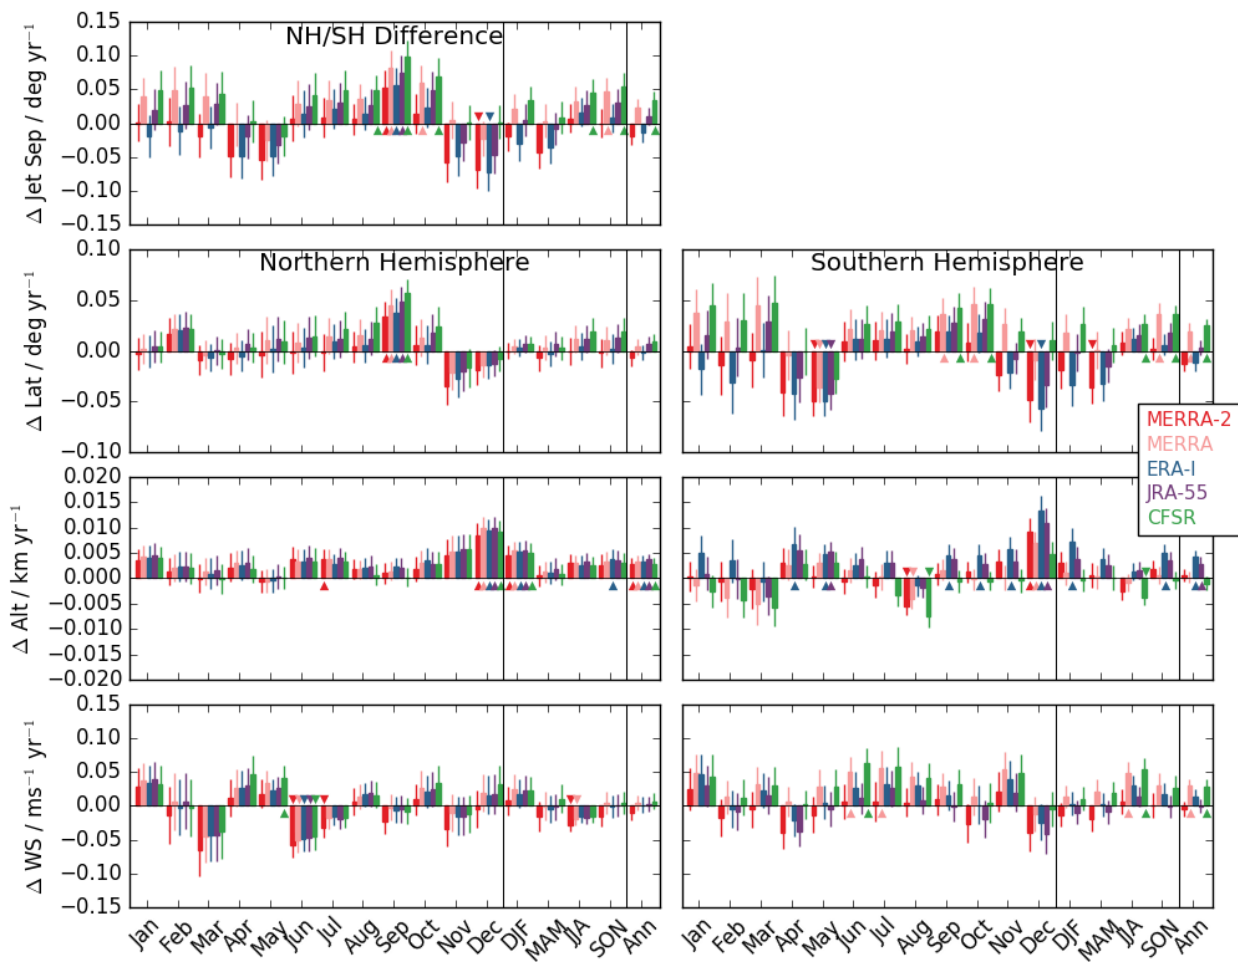 NH/SH Difference
Δ Jet Sep / deg yr⁻¹
0.15
0.10
0.05
0.00
−0.05
−0.10
−0.15
Northern Hemisphere
Southern Hemisphere
Δ Lat / deg yr⁻¹
0.10
0.05
0.00
−0.05
−0.10
MERRA-2
MERRA
ERA-I
JRA-55
CFSR
Δ Alt / km yr⁻¹
0.020
0.015
0.010
0.005
0.000
−0.005
−0.010
−0.015
−0.020
Δ WS / ms⁻¹ yr⁻¹
0.15
0.10
0.05
0.00
−0.05
−0.10
−0.15
Jan Feb Mar Apr May Jun Jul Aug Sep Oct Nov Dec DJF MAM JJA SON Ann
Jan Feb Mar Apr May Jun Jul Aug Sep Oct Nov Dec DJF MAM JJA SON Ann